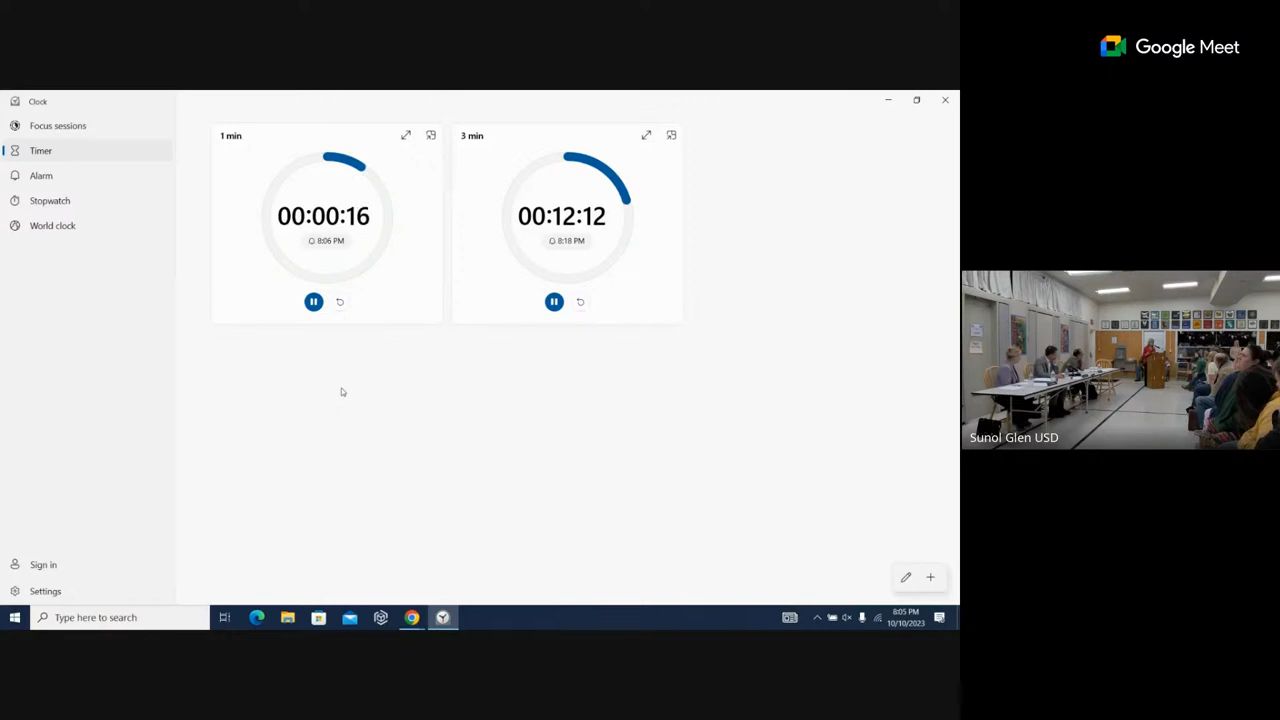 Google Meet
Clock
Focus sessions
Timer
Alarm
Stopwatch
World clock
1 min
00:00:16
8:06 PM
3 min
00:12:12
8:18 PM
Sunol Glen USD
Sign in
Settings
Type here to search
8:05 PM
10/10/2023